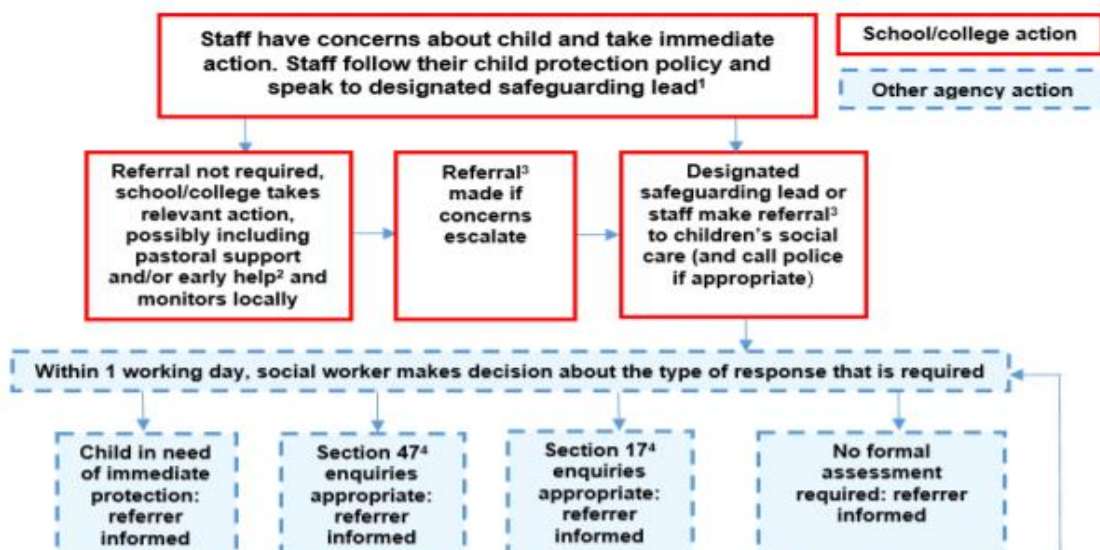 Staff have concerns about child and take immediate
action. Staff follow their child protection policy and
speak to designated safeguarding lead¹
School/college action
Other agency action
Referral not required,
school/college takes
relevant action,
possibly including
pastoral support
and/or early help² and
monitors locally
Referral³
made if
concerns
escalate
Designated
safeguarding lead or
staff make referral³
to children's social
care (and call police
if appropriate)
Within 1 working day, social worker makes decision about the type of response that is required
Child in need
of immediate
protection:
referrer
informed
Section 47⁴
enquiries
appropriate:
referrer
informed
Section 17⁴
enquiries
appropriate:
referrer
informed
No formal
assessment
required: referrer
informed